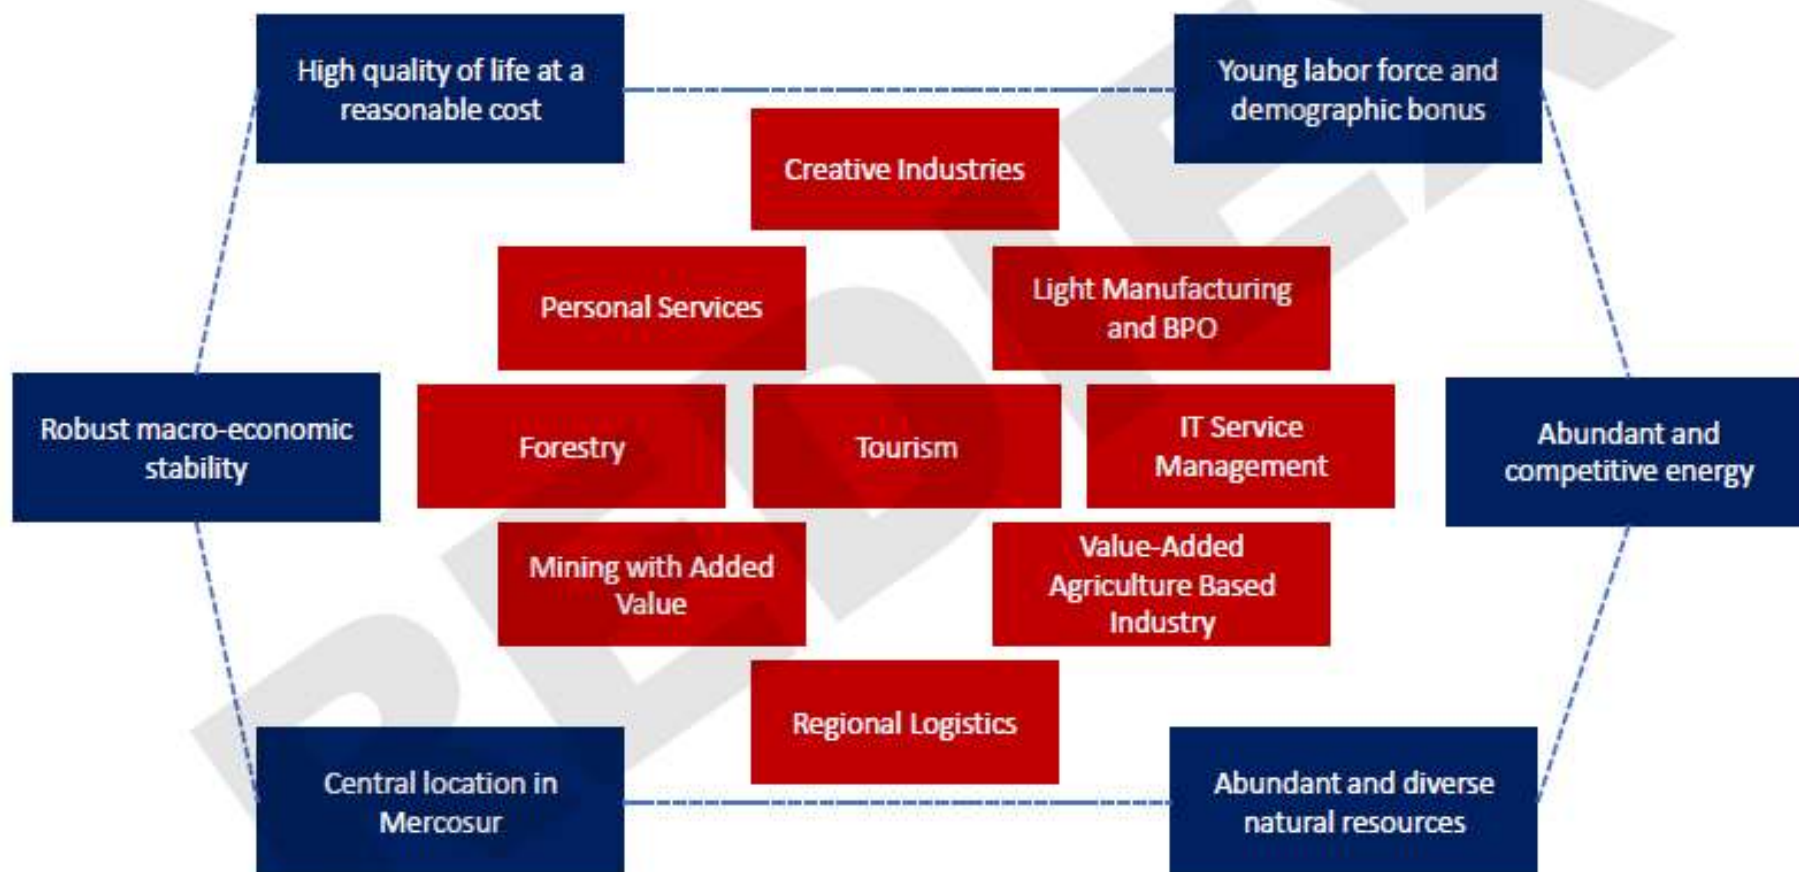 High quality of life at a
reasonable cost
Young labor force and
demographic bonus
Creative Industries
Personal Services
Light Manufacturing
and BPO
Robust macro-economic
stability
Forestry
Tourism
IT Service
Management
Abundant and
competitive energy
Mining with Added
Value
Value-Added
Agriculture Based
Industry
Regional Logistics
Central location in
Mercosur
Abundant and diverse
natural resources
REDIEX